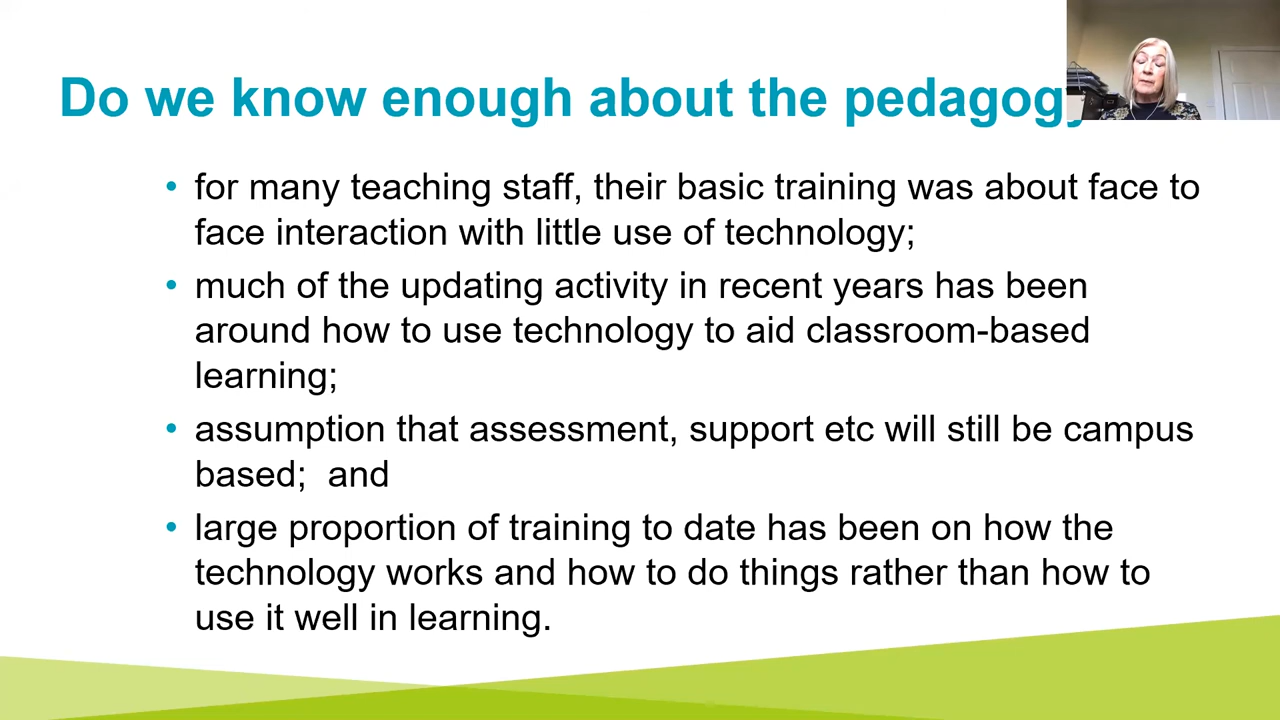 Do we know enough about the pedagogy
• for many teaching staff, their basic training was about face to
face interaction with little use of technology;
• much of the updating activity in recent years has been
around how to use technology to aid classroom-based
learning;
• assumption that assessment, support etc will still be campus
based;  and
• large proportion of training to date has been on how the
technology works and how to do things rather than how to
use it well in learning.